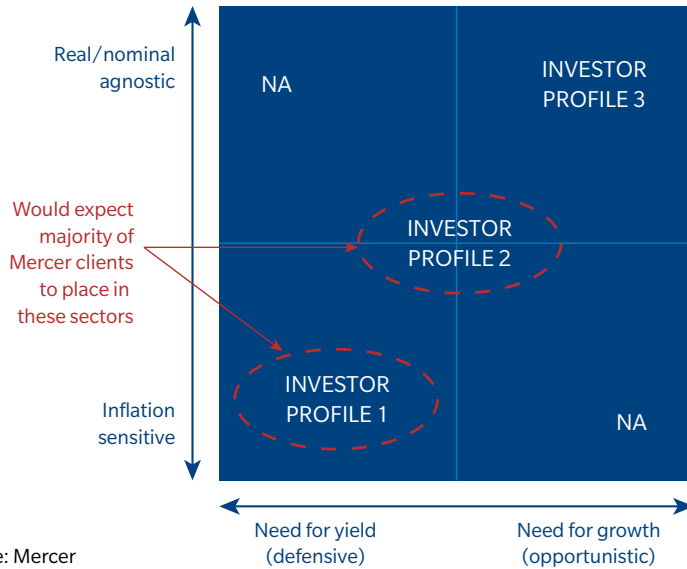 Real/nominal
agnostic
NA
INVESTOR
PROFILE 3
Would expect
majority of
Mercer clients
to place in
these sectors
INVESTOR
PROFILE 2
INVESTOR
PROFILE 1
Inflation
sensitive
NA
Need for yield
(defensive)
Need for growth
(opportunistic)
: Mercer